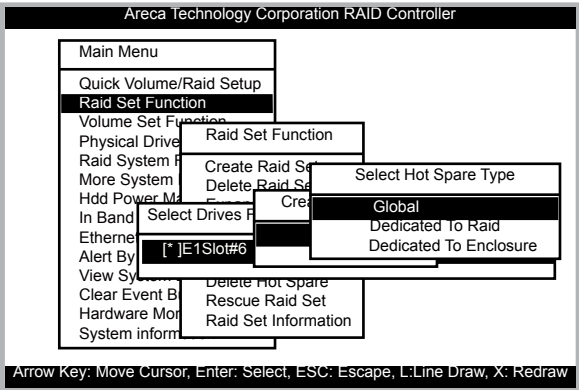 Areca Technology Corporation RAID Controller
Main Menu
Quick Volume/Raid Setup
Raid Set Function
Volume Set Function
Physical Drive
Raid System F
More System
Hdd Power Ma
In Band
Etherne
Alert By
View Sy
Clear Event B
Hardware Mon
System inform
Raid Set Function
Create Raid Se
Delete Raid Se
Delete Hot Spare
Rescue Raid Set
Raid Set Information
Select Drives F
[* ]E1Slot#6
Crea
Select Hot Spare Type
Global
Dedicated To Raid
Dedicated To Enclosure
Arrow Key: Move Cursor, Enter: Select, ESC: Escape, L:Line Draw, X: Redraw